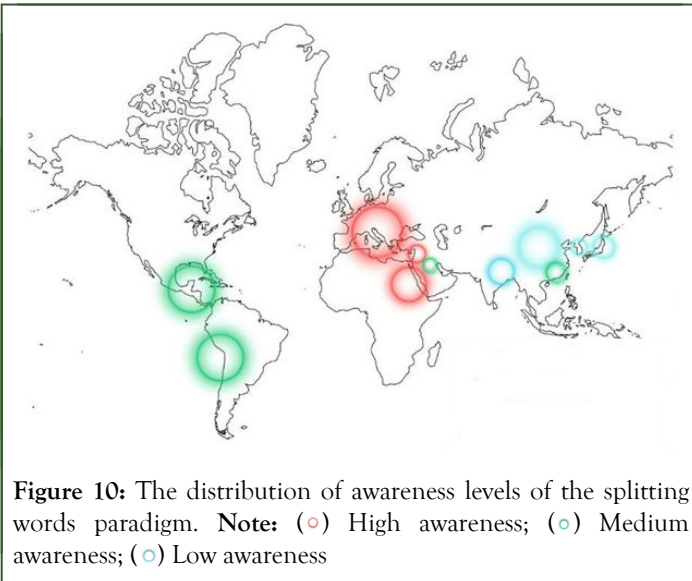 Figure 10: The distribution of awareness levels of the splitting
words paradigm. Note: (○) High awareness; (○) Medium
awareness; (○) Low awareness